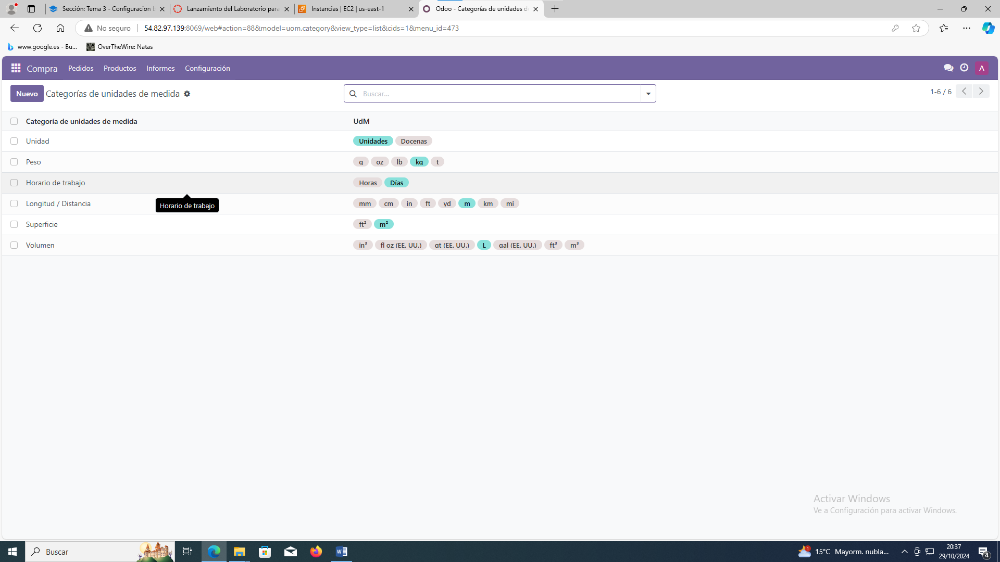 Sección: Tema 3 - Configuracion b
Lanzamiento del Laboratorio para
Instancias | EC2 | us-east-1
Odoo - Categorías de unidades d
No seguro
54.82.97.139:8069/web#action=88&model=uom.category&view_type=list&cids=1&menu_id=473
www.google.es - Bu...
OverTheWire: Natas
Compra
Pedidos
Productos
Informes
Configuración
A
Nuevo
Categorías de unidades de medida
Buscar...
1-6 / 6
Categoría de unidades de medida
UdM
Unidad
Unidades Docenas
Peso
g oz lb kg t
Horario de trabajo
Horas Días
Horario de trabajo
Longitud / Distancia
mm cm in ft yd m km mi
Superficie
ft² m²
Volumen
in³ fl oz (EE. UU.) qt (EE. UU.) L gal (EE. UU.) ft³ m³
Activar Windows
Ve a Configuración para activar Windows.
Buscar
1
15°C Mayorm. nubla...
20:37
29/10/2024
4